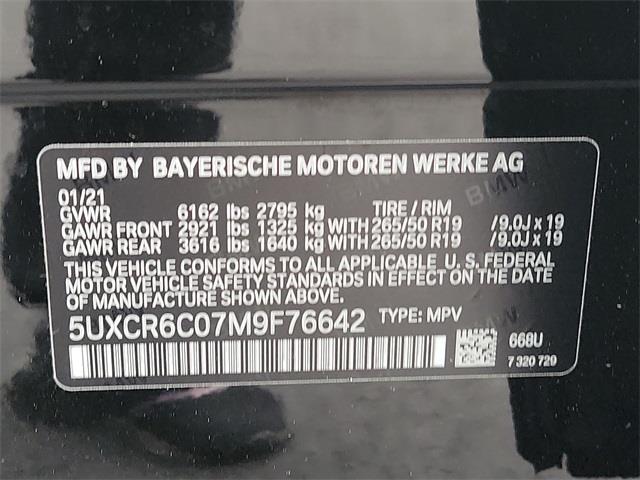 MFD BY BAYERISCHE MOTOREN WERKE AG
01/21
GVWR 6162 lbs 2795 kg TIRE / RIM
GAWR FRONT 2921 lbs 1325 kg WITH 265/50 R19 /9.0J x 19
GAWR REAR 3616 lbs 1640 kg WITH 265/50 R19 /9.0J x 19
THIS VEHICLE CONFORMS TO ALL APPLICABLE U. S. FEDERAL
MOTOR VEHICLE SAFETY STANDARDS IN EFFECT ON THE DATE
OF MANUFACTURE SHOWN ABOVE.
5UXCR6C07M9F76642 TYPE: MPV
668U
7 320 720
BMW